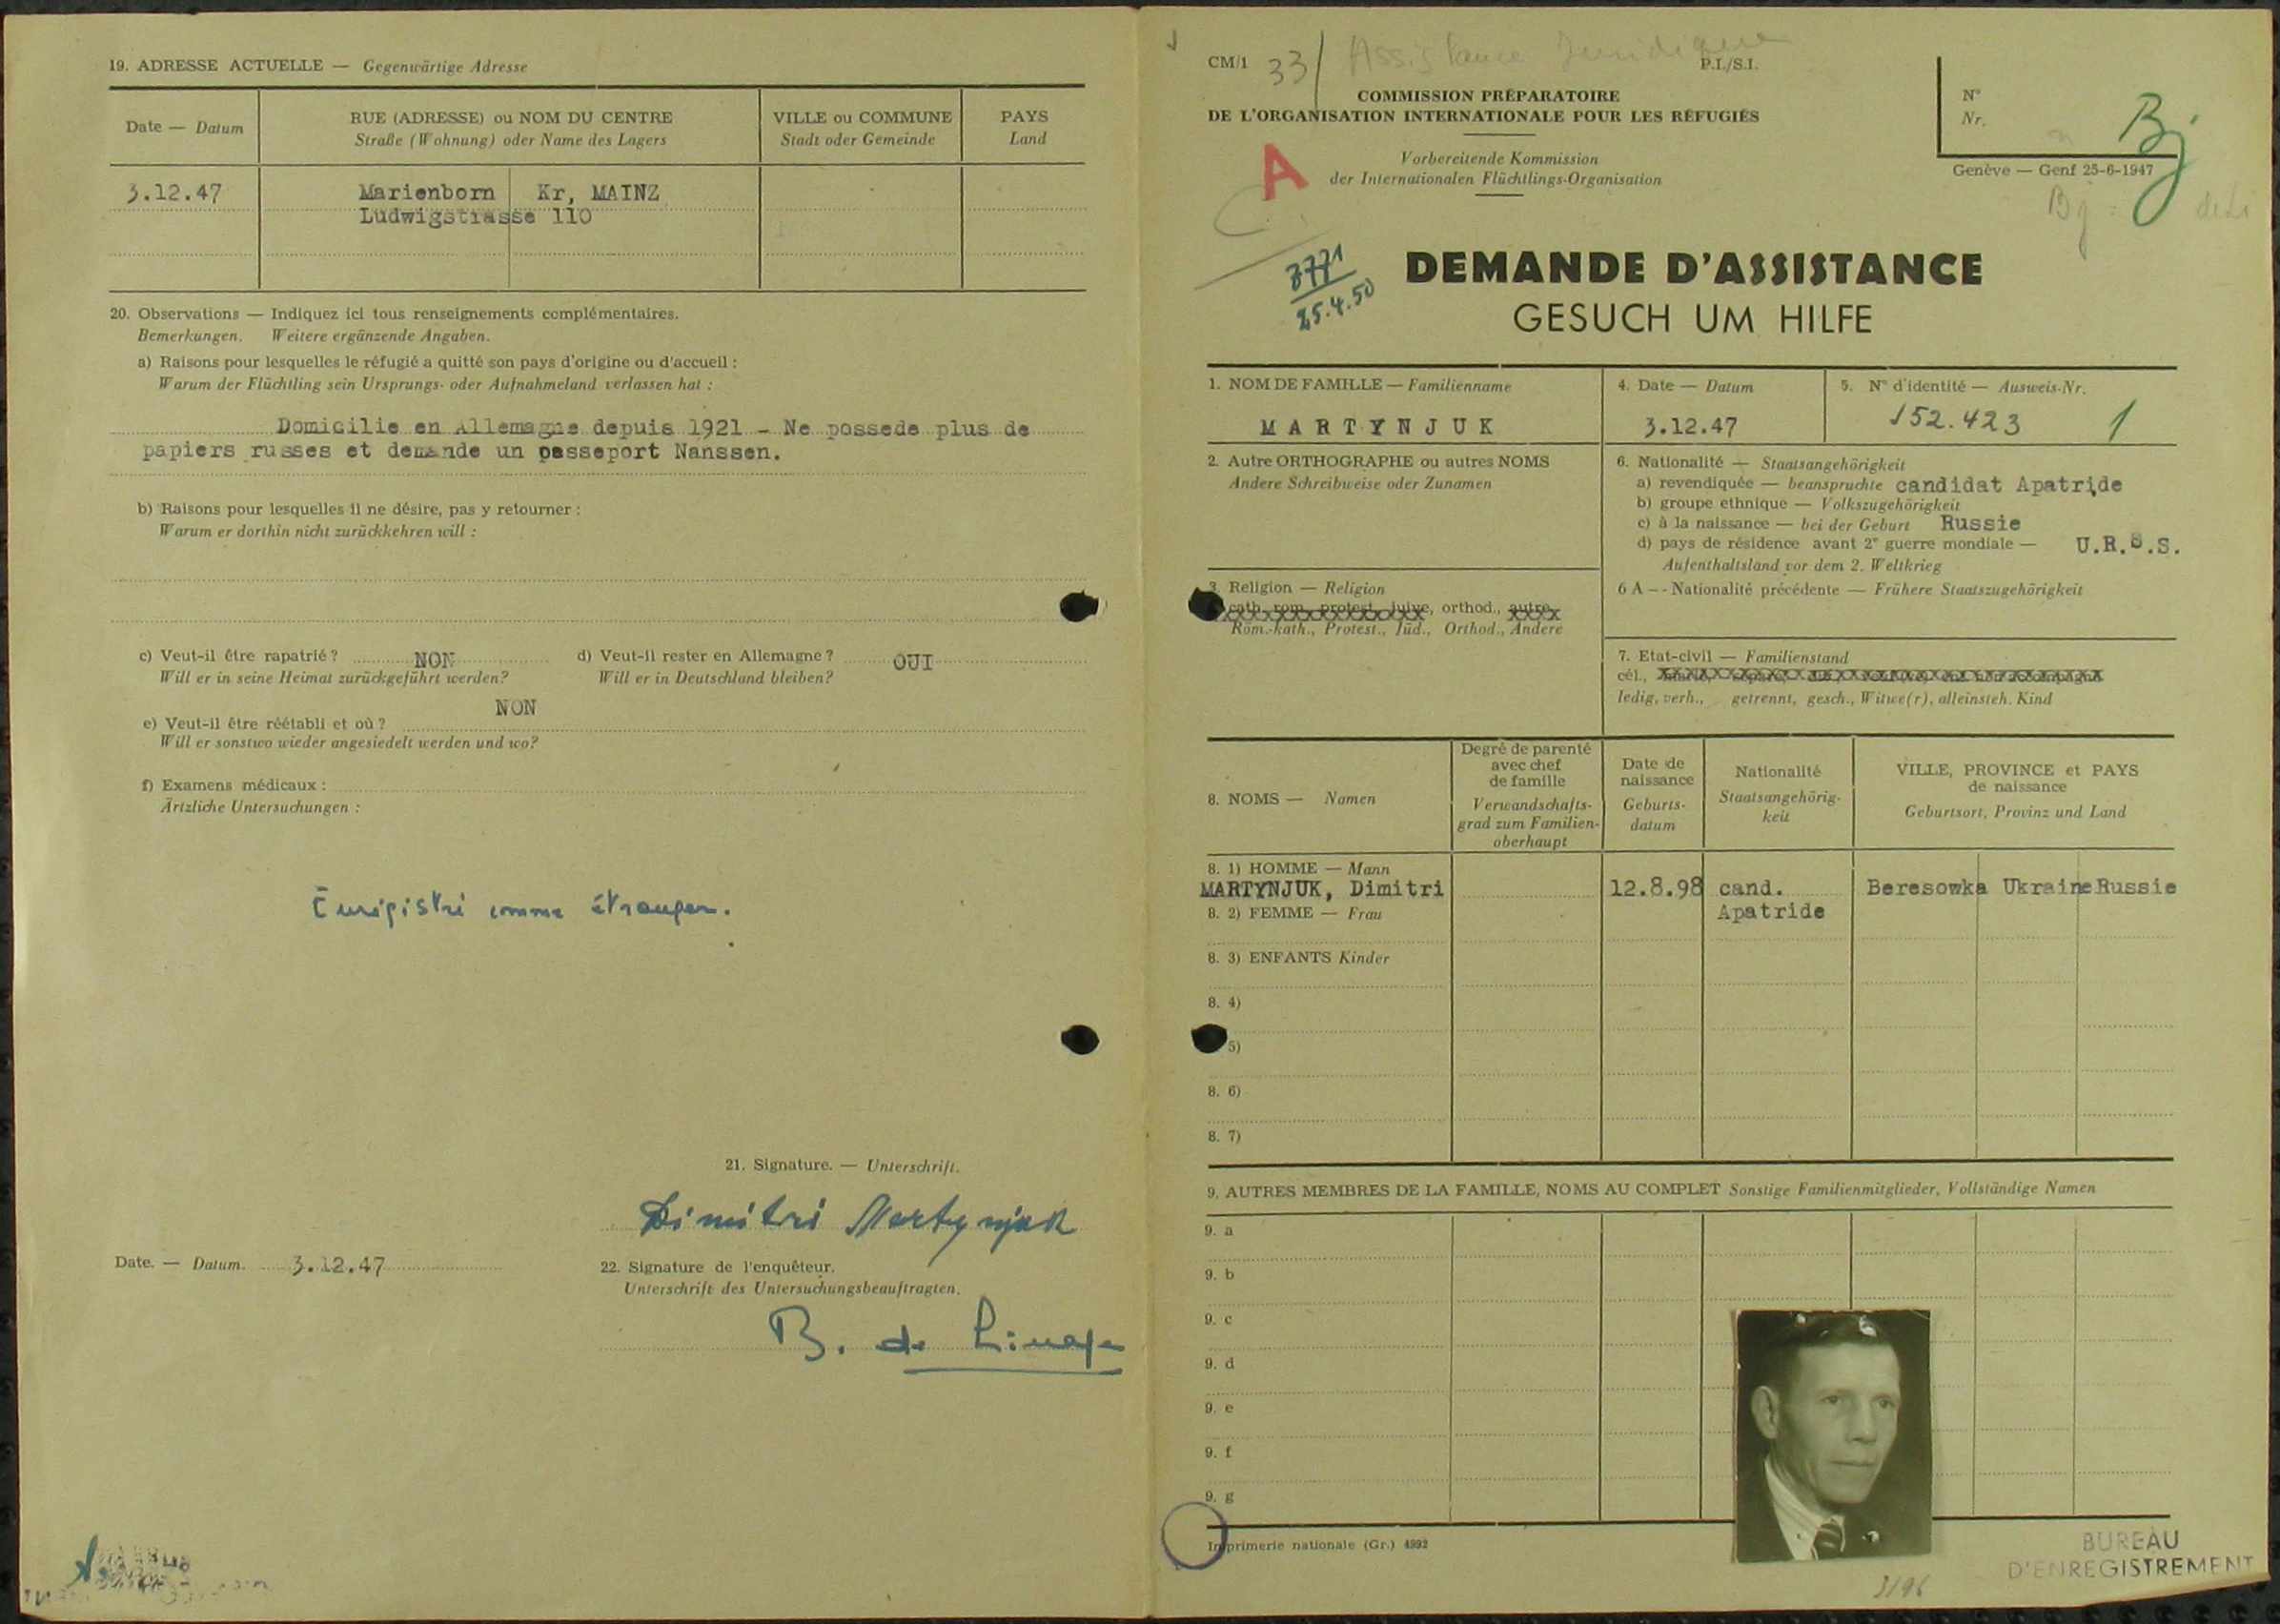 19. ADRESSE ACTUELLE — Gegenwärtige Adresse
Date — Datum
RUE (ADRESSE) ou NOM DU CENTRE
Straße (Wohnung) oder Name des Lagers
VILLE ou COMMUNE
Stadt oder Gemeinde
PAYS
Land
3.12.47
Marienborn Kr, MAINZ
Ludwigstrasse 110
20. Observations — Indiquez ici tous renseignements complémentaires.
Bemerkungen. Weitere ergänzende Angaben.
a) Raisons pour lesquelles le réfugié a quitté son pays d'origine ou d'accueil :
Warum der Flüchtling sein Ursprungs- oder Aufnahmeland verlassen hat :
Domicilie en Allemagne depuis 1921 - Ne possede plus de
papiers russes et demande un passeport Nanssen.
b) Raisons pour lesquelles il ne désire, pas y retourner :
Warum er dorthin nicht zurückkehren will :
c) Veut-il être rapatrié ? NON
Will er in seine Heimat zurückgeführt werden?
d) Veut-il rester en Allemagne ? OUI
Will er in Deutschland bleiben?
NON
e) Veut-il être réétabli et où ?
Will er sonstwo wieder angesiedelt werden und wo?
f) Examens médicaux :
Ärtzliche Untersuchungen :
Enrigistré comme étranger.
21. Signature. — Unterschrift.
Dimitri Martynjuk
Date. — Datum. 3.12.47
22. Signature de l'enquêteur.
Unterschrift des Untersuchungsbeauftragten.
B. de
CM/1 33/ Assistance Juridique
P.I./S.I.
COMMISSION PRÉPARATOIRE
DE L'ORGANISATION INTERNATIONALE POUR LES RÉFUGIÉS
Vorbereitende Kommission
der Internationalen Flüchtlings-Organisation
A
N°
Nr.
Bj
Genève — Genf 25-6-1947
Bj
3771
25.4.50
DEMANDE D'ASSISTANCE
GESUCH UM HILFE
1. NOM DE FAMILLE — Familienname
MARTYNJUK
4. Date — Datum
3.12.47
5. N° d'identité — Ausweis-Nr.
152.423 1
2. Autre ORTHOGRAPHE ou autres NOMS
Andere Schreibweise oder Zunamen
6. Nationalité — Staatsangehörigkeit
a) revendiquée — beanspruchte candidat Apatride
b) groupe ethnique — Volkszugehörigkeit
c) à la naissance — bei der Geburt Russie
d) pays de résidence avant 2e guerre mondiale — U.R.S.S.
Aufenthaltsland vor dem 2. Weltkrieg
3. Religion — Religion
cath. rom., protest., juive, orthod., autre
Röm.-kath., Protest., Jüd., Orthod., Andere
6 A -- Nationalité précédente — Frühere Staatszugehörigkeit
7. Etat-civil — Familienstand
cél.,
ledig, verh., getrennt, gesch., Witwe(r), alleinsteh. Kind
8. NOMS — Namen
Degré de parenté
avec chef
de famille
Verwandschafts-
grad zum Familien-
oberhaupt
Date de
naissance
Geburts-
datum
Nationalité
Staatsangehörig-
keit
VILLE, PROVINCE et PAYS
de naissance
Geburtsort, Provinz und Land
8. 1) HOMME — Mann
MARTYNJUK, Dimitri 12.8.98 cand. Beresowka Ukraine Russie
Apatride
8. 2) FEMME — Frau
8. 3) ENFANTS Kinder
8. 4)
5)
8. 6)
8. 7)
9. AUTRES MEMBRES DE LA FAMILLE, NOMS AU COMPLET Sonstige Familienmitglieder, Vollständige Namen
9. a
9. b
9. c
9. d
9. e
9. f
9. g
Imprimerie nationale (Gr.) 4992
BUREAU
D'ENREGISTREMENT